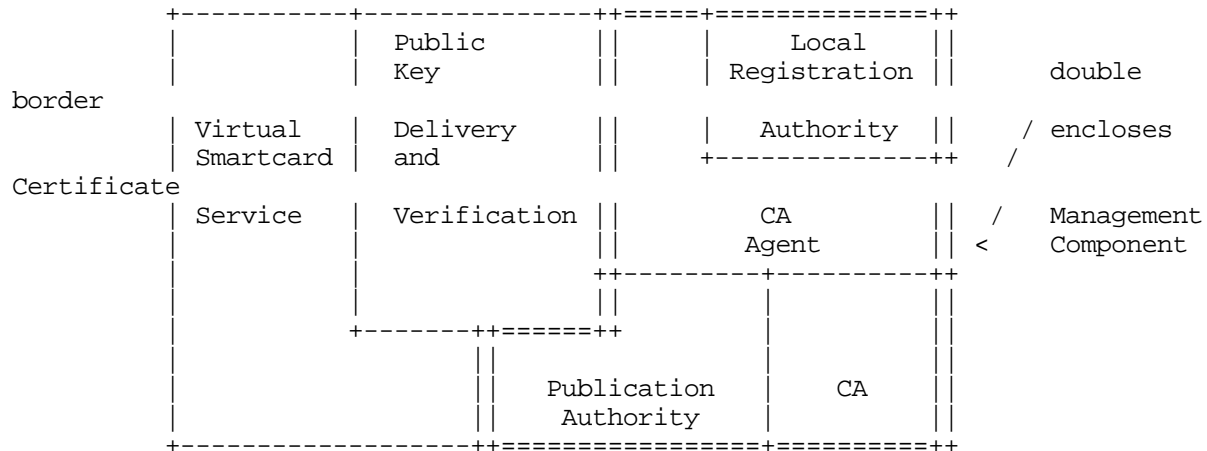 Public Local
Key Registration double
border
Virtual Delivery Authority / encloses
Smartcard and /
Certificate
Service Verification CA / Management
Agent < Component
Publication CA
Authority